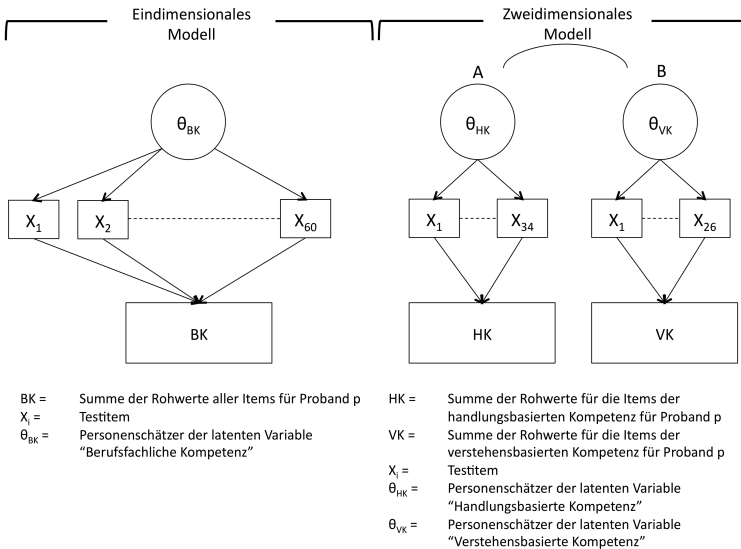 Eindimensionales
Modell
θBK
X1 X2 X60
BK
BK = Summe der Rohwerte aller Items für Proband p
Xi = Testitem
θBK = Personenschätzer der latenten Variable
“Berufsfachliche Kompetenz”
Zweidimensionales
Modell
A B
θHK θVK
X1 X34 X1 X26
HK VK
HK = Summe der Rohwerte für die Items der
handlungsbasierten Kompetenz für Proband p
VK = Summe der Rohwerte für die Items der
verstehensbasierten Kompetenz für Proband p
Xi = Testitem
θHK = Personenschätzer der latenten Variable
“Handlungsbasierte Kompetenz”
θVK = Personenschätzer der latenten Variable
“Verstehensbasierte Kompetenz”